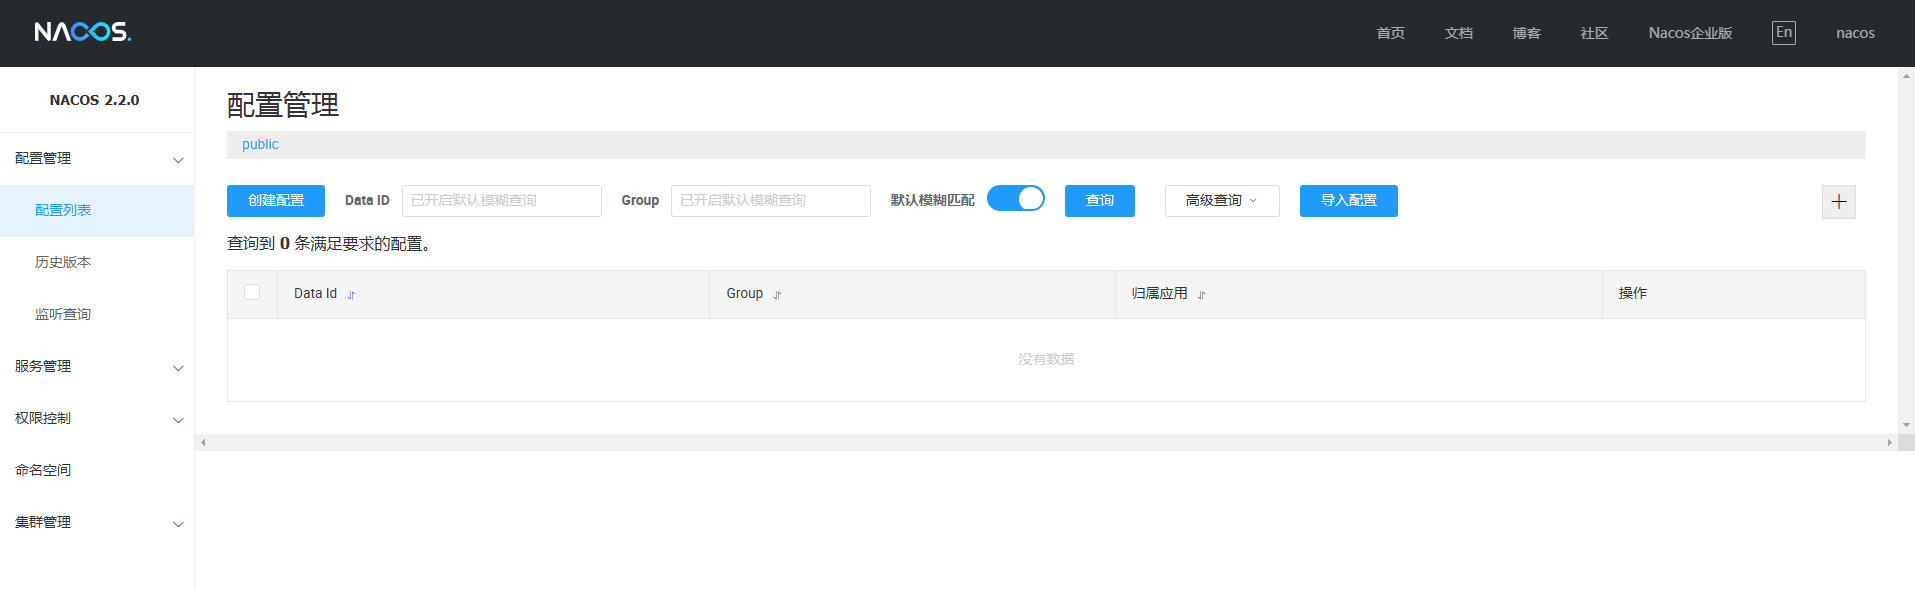 NACOS.
首页 文档 博客 社区 Nacos企业版 En nacos
NACOS 2.2.0
配置管理
配置列表
历史版本
监听查询
服务管理
权限控制
命名空间
集群管理
配置管理
public
创建配置 Data ID 已开启默认模糊查询 Group 已开启默认模糊查询 默认模糊匹配 查询 高级查询 导入配置
查询到 0 条满足要求的配置。
Data Id Group 归属应用 操作
没有数据